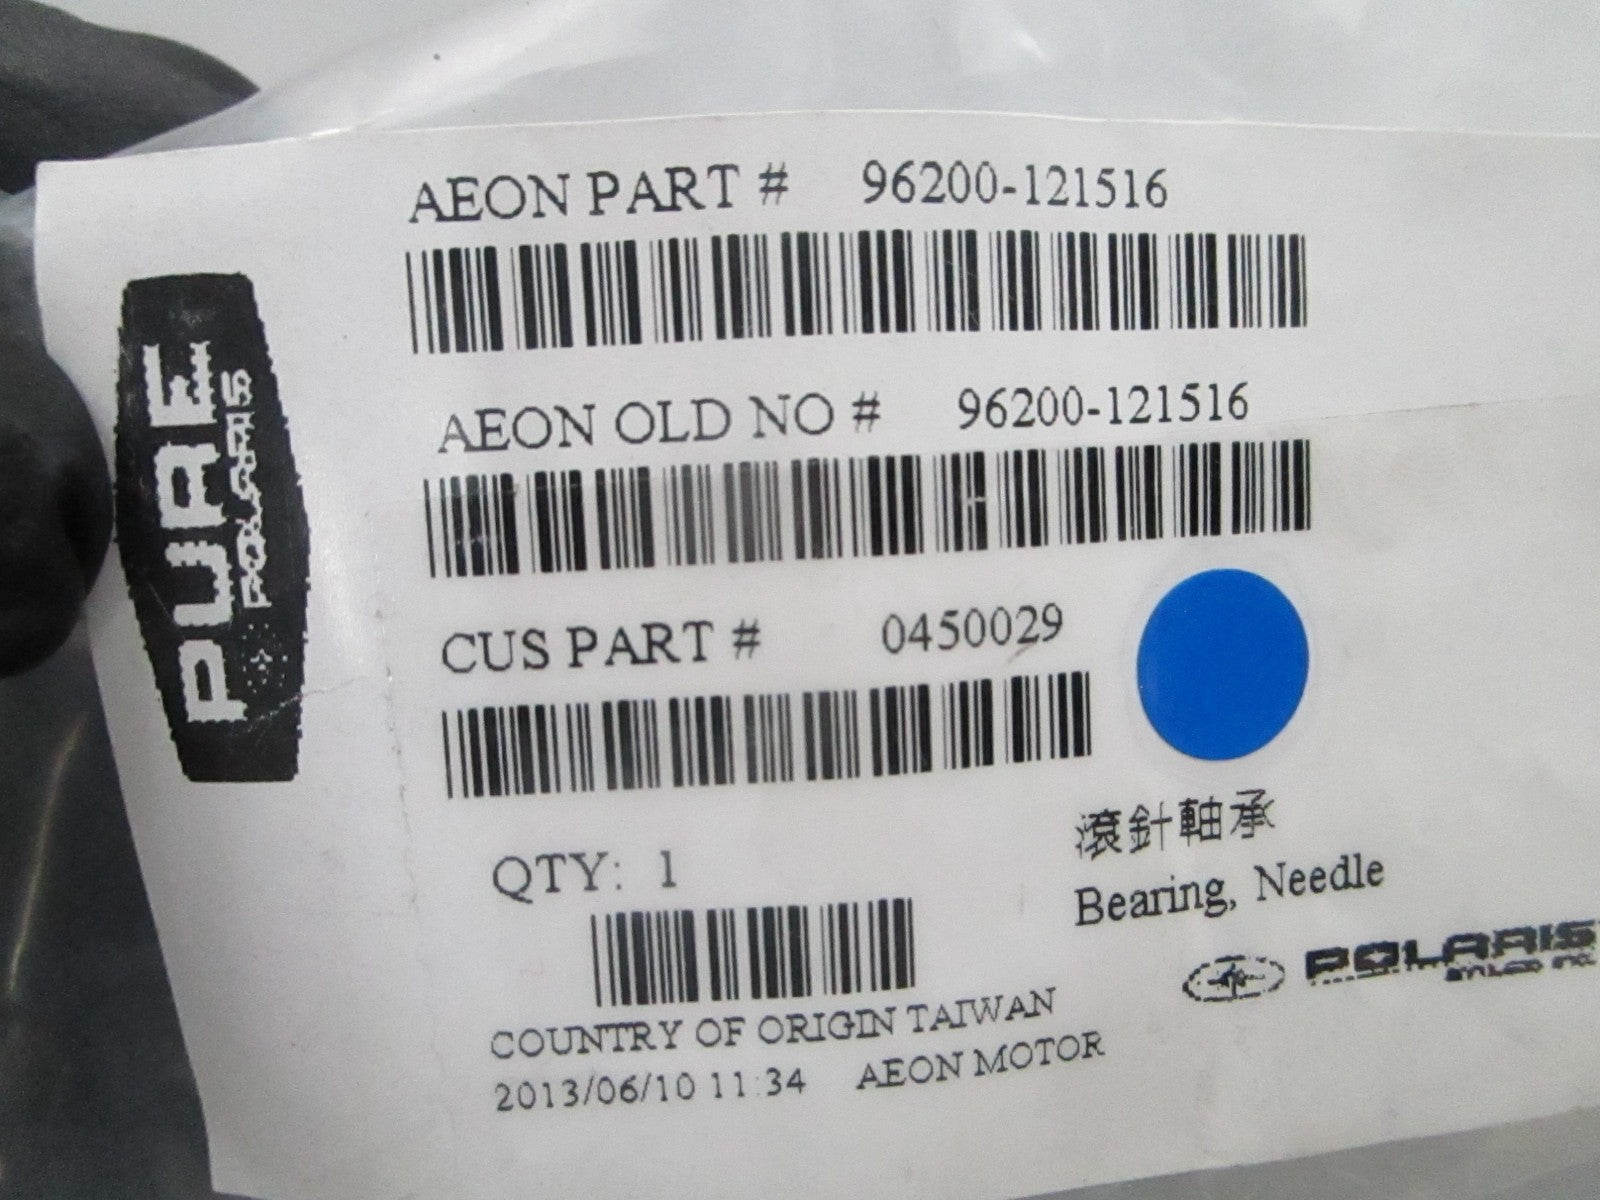 AEON PART # 96200-121516
AEON OLD NO # 96200-121516
CUS PART # 0450029
QTY: 1
滾針軸承
Bearing, Needle
POLARIS
COUNTRY OF ORIGIN TAIWAN
2013/06/10 11:34 AEON MOTOR
PURE
POLARIS